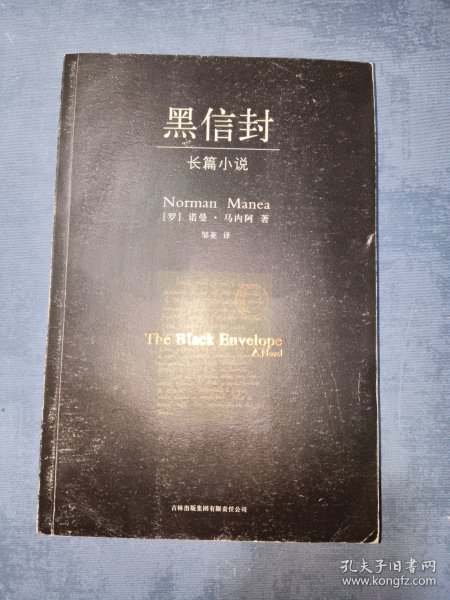 黑信封
长篇小说
Norman Manea
[罗] 诺曼·马内阿 著
邹亚 译
The Black Envelope
A Novel
吉林出版集团有限责任公司
孔夫子旧书网
www.kongfz.com